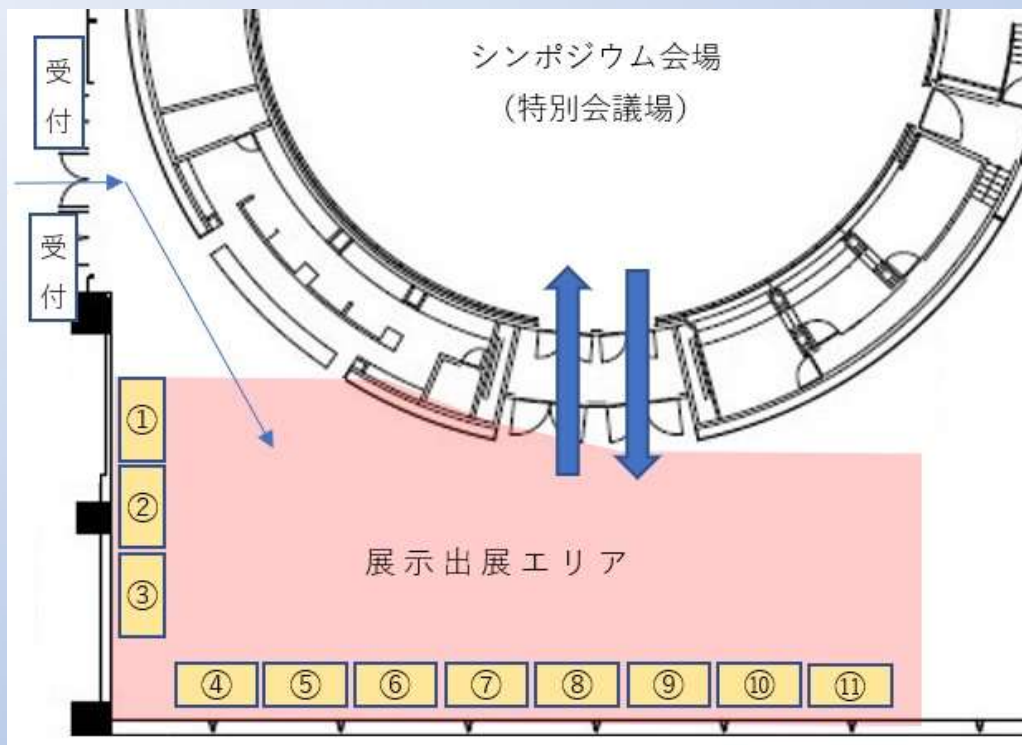 シンポジウム会場
(特別会議場)
受付
受付
①
②
③
展示出展エリア
④ ⑤ ⑥ ⑦ ⑧ ⑨ ⑩ ⑪